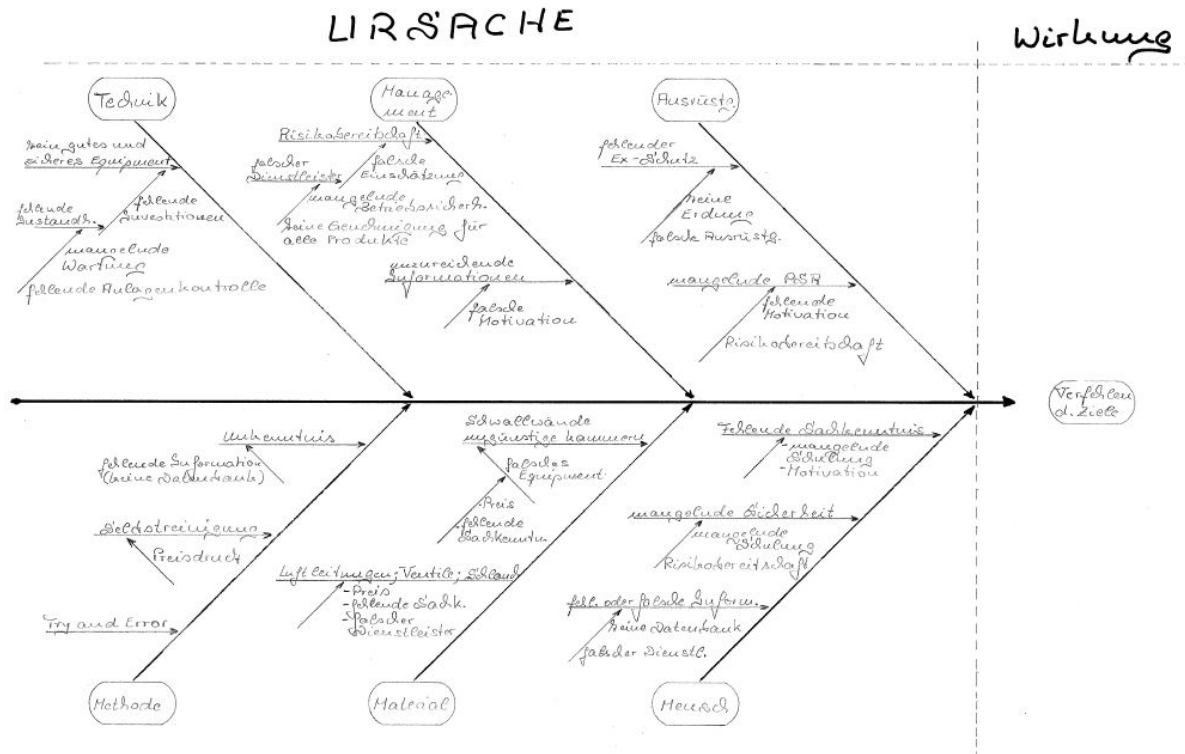 URSACHE
Wirkung
Technik
Manage-
ment
Ausrüstg.
kein gutes und
sicheres Equipment
fehlende
Instandh.
fehlende
Investitionen
mangelnde
Wartung
fehlende Anlagenkontrolle
Risikobereitschaft
falscher
Dienstleister
falsche
Einschätzung
mangelnde
Betriebssicherh.
keine Genehmigung für
alle Produkte
unzureichende
Informationen
falsche
Motivation
fehlender
Ex-Schutz
keine
Erdung
falsche Ausrüstg.
mangelnde PSA
fehlende
Motivation
Risikobereitschaft
Verfehlen
d. Ziele
Unkenntnis
fehlende Information
(keine Datenbank)
Selbstreinigung
Preisdruck
Try and Error
Schwallwände
ungünstige Kammern
falsches
Equipment
-Preis
-fehlende
Sachkenntn.
Luftleitungen; Ventile; Schlauch
-Preis
-fehlende Sachk.
-falscher
Dienstleister
Fehlende Sachkenntnis
-mangelnde
Schulung
-Motivation
mangelnde Sicherheit
mangelnde
Schulung
Risikobereitschaft
fehl. oder falsche Inform.
keine Datenbank
falscher Dienstl.
Methode
Material
Mensch